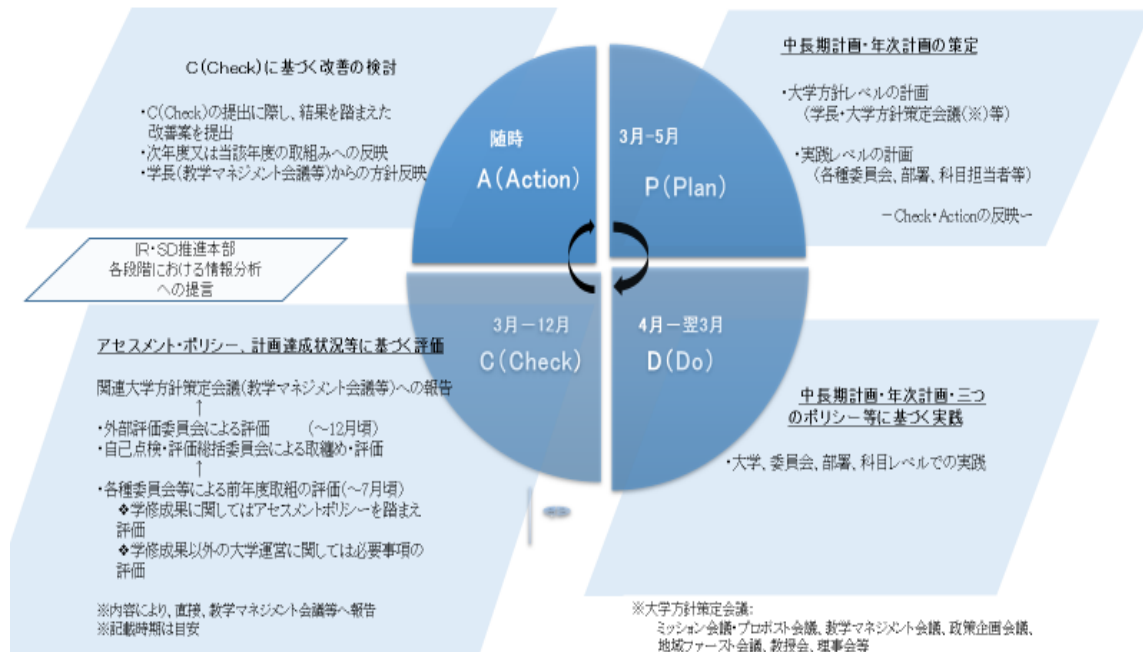 C(Check)に基づく改善の検討
・C(Check)の提出に際し、結果を踏まえた
改善案を提出
・次年度又は当該年度の取組みへの反映
・学長(教学マネジメント会議等)からの方針反映
随時
A(Action)
3月-5月
P(Plan)
中長期計画・年次計画の策定
・大学方針レベルの計画
(学長・大学方針策定会議(※)等)
・実践レベルの計画
(各種委員会、部署、科目担当者等)
－Check・Actionの反映－
IR・SD推進本部
各段階における情報分析
への提言
3月－12月
C(Check)
4月－翌3月
D(Do)
アセスメント・ポリシー、計画達成状況等に基づく評価
関連大学方針策定会議(教学マネジメント会議等)への報告
↑
・外部評価委員会による評価　　(～12月頃)
・自己点検・評価総括委員会による取纏め・評価
↑
・各種委員会等による前年度取組の評価(～7月頃)
❖学修成果に関してはアセスメントポリシーを踏まえ
評価
❖学修成果以外の大学運営に関しては必要事項の
評価
※内容により、直接、教学マネジメント会議等へ報告
※記載時期は目安
中長期計画・年次計画・三つ
のポリシー等に基づく実践
・大学、委員会、部署、科目レベルでの実践
※大学方針策定会議：
ミッション会議・プロボスト会議、教学マネジメント会議、政策企画会議、
地域ファースト会議、教授会、理事会等